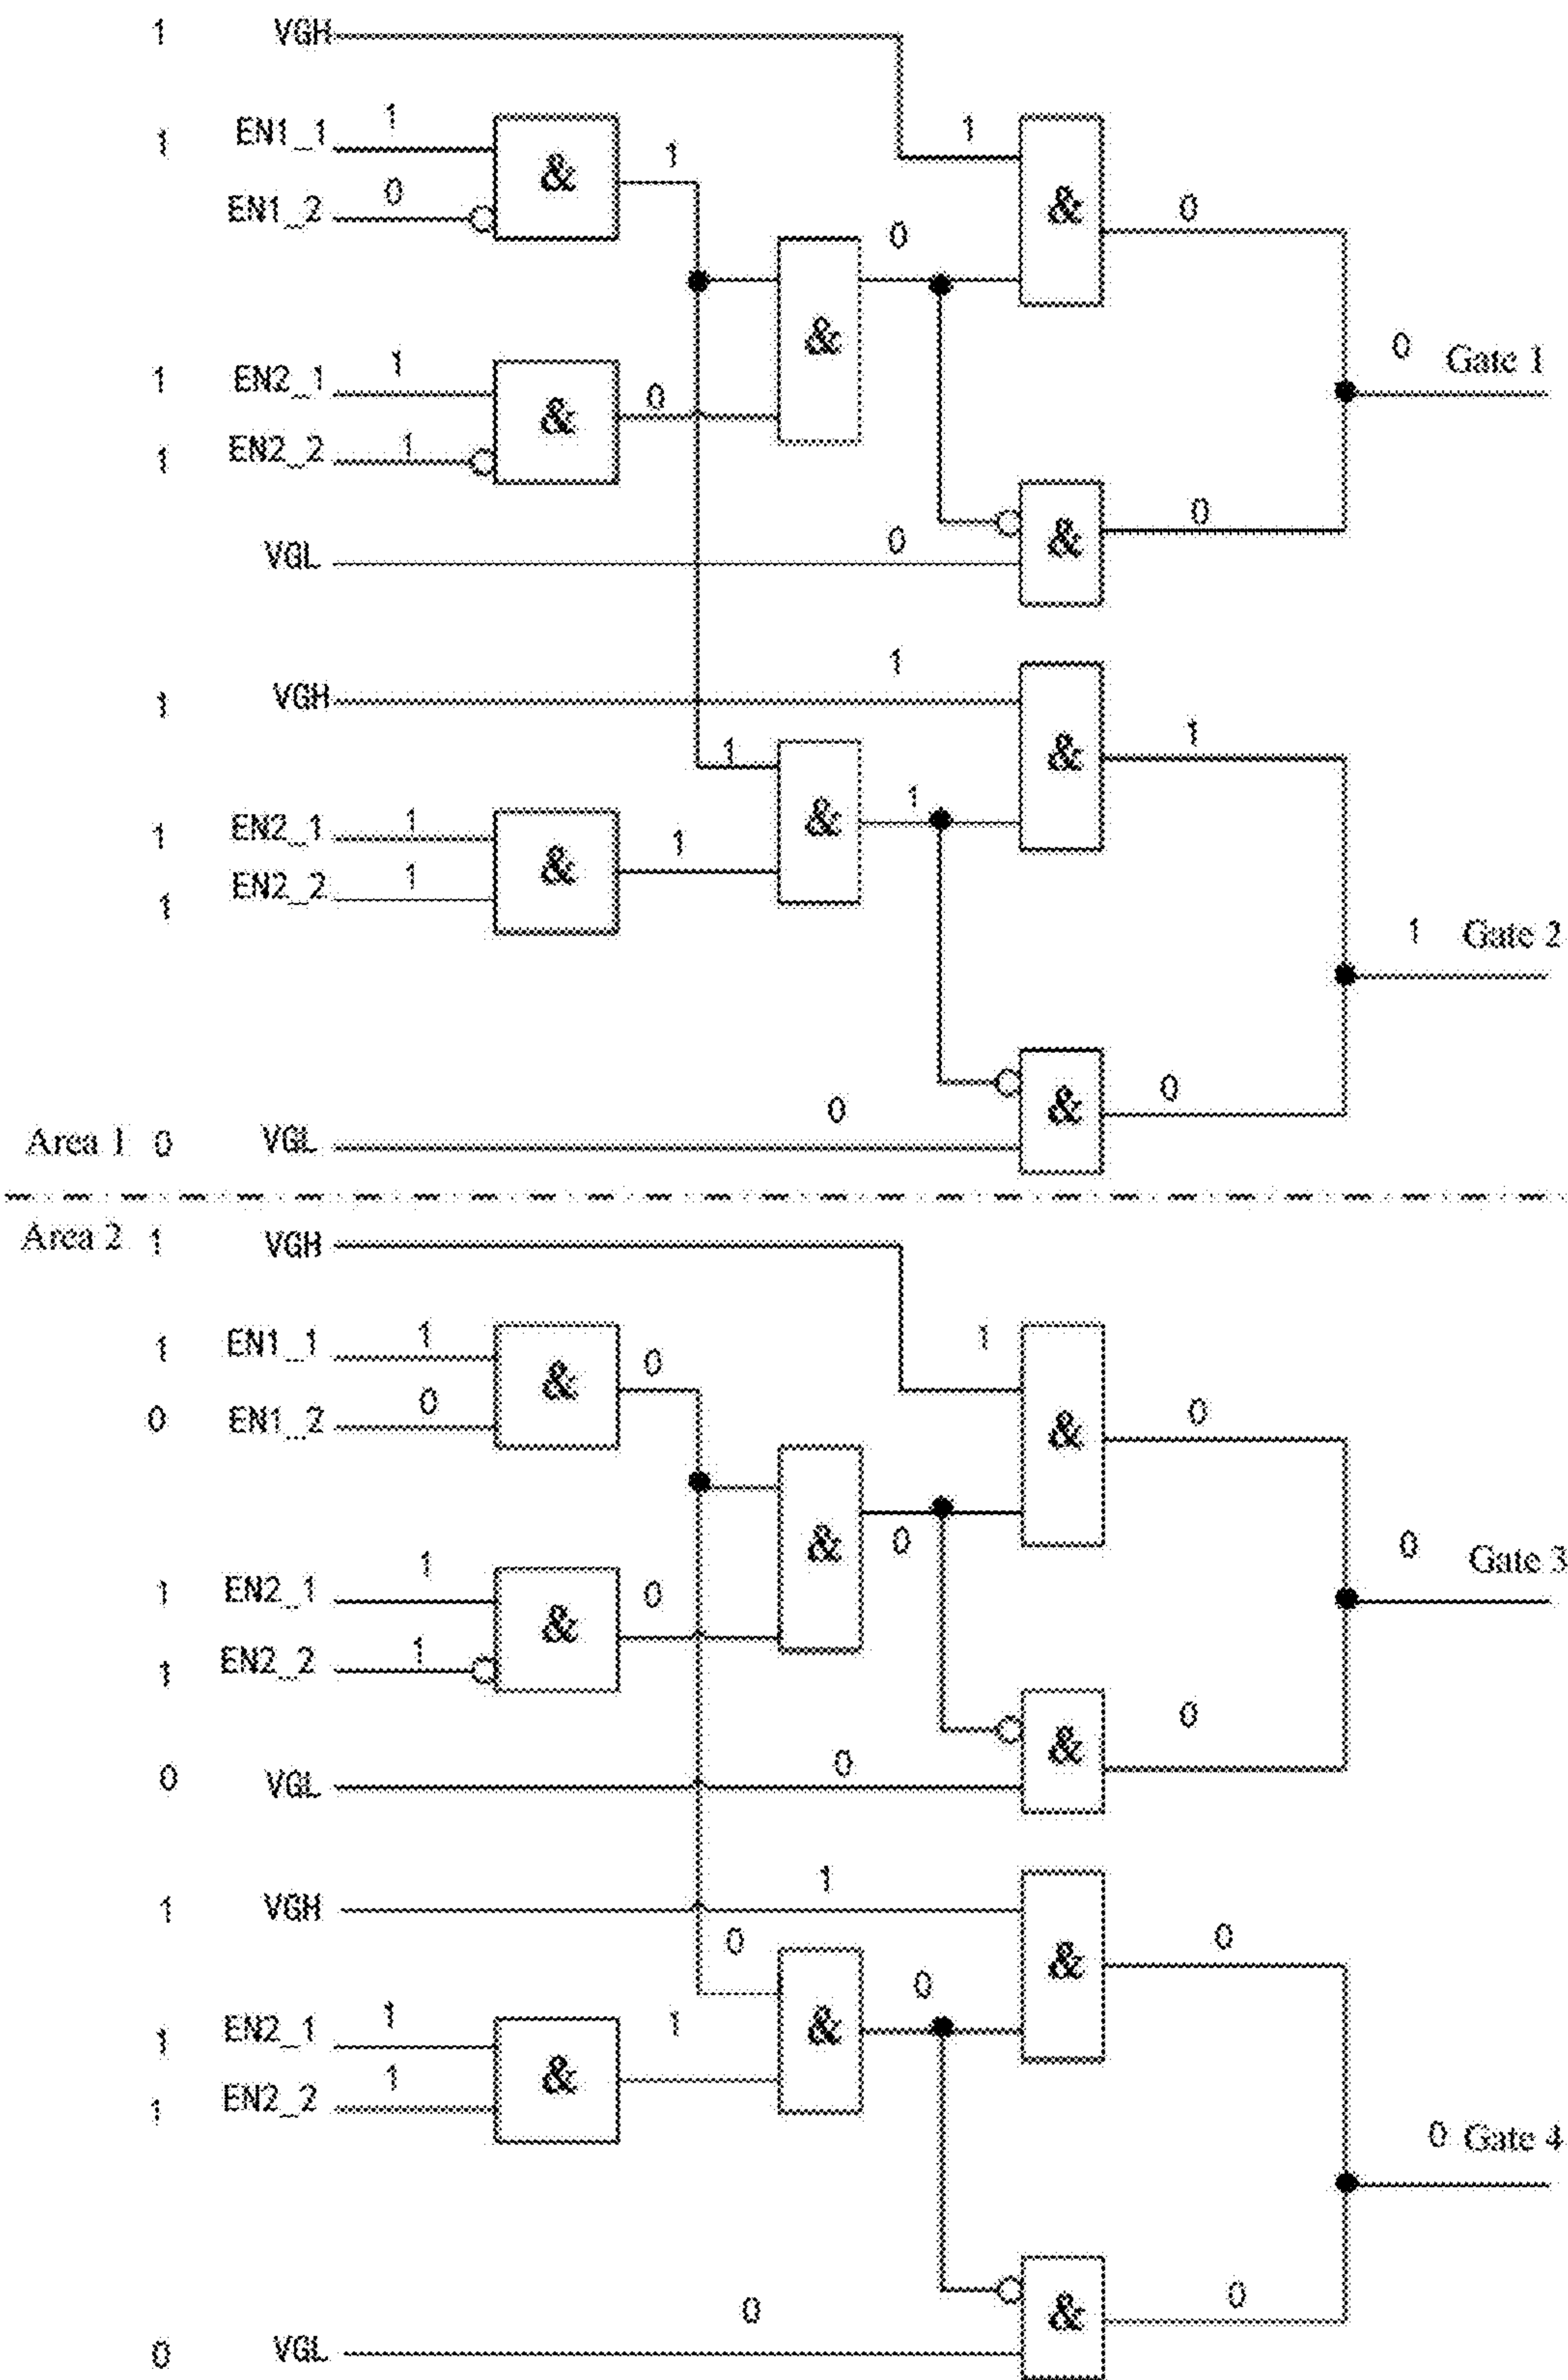 1 VGH
1 EN1_1 1 & 1 1 &
EN1_2 0 0 0
1 EN2_1 1 & 0 & 0 Gate 1
1 EN2_2 1
VGL 0 & 0
1 VGH 1 & 1
1 EN2_1 1 & 1 1 & 1
1 EN2_2 1
1 Gate 2
Area 1 0 VGL 0 & 0
Area 2 1 VGH
1 EN1_1 1 & 0 1 & 0
0 EN1_2 0
1 EN2_1 1 & 0 & 0 0 Gate 3
1 EN2_2 1
0 VGL 0 & 0
1 VGH 1 & 0
1 EN2_1 1 & 1 0 & 0
1 EN2_2 1
0 Gate 4
0 VGL 0 & 0